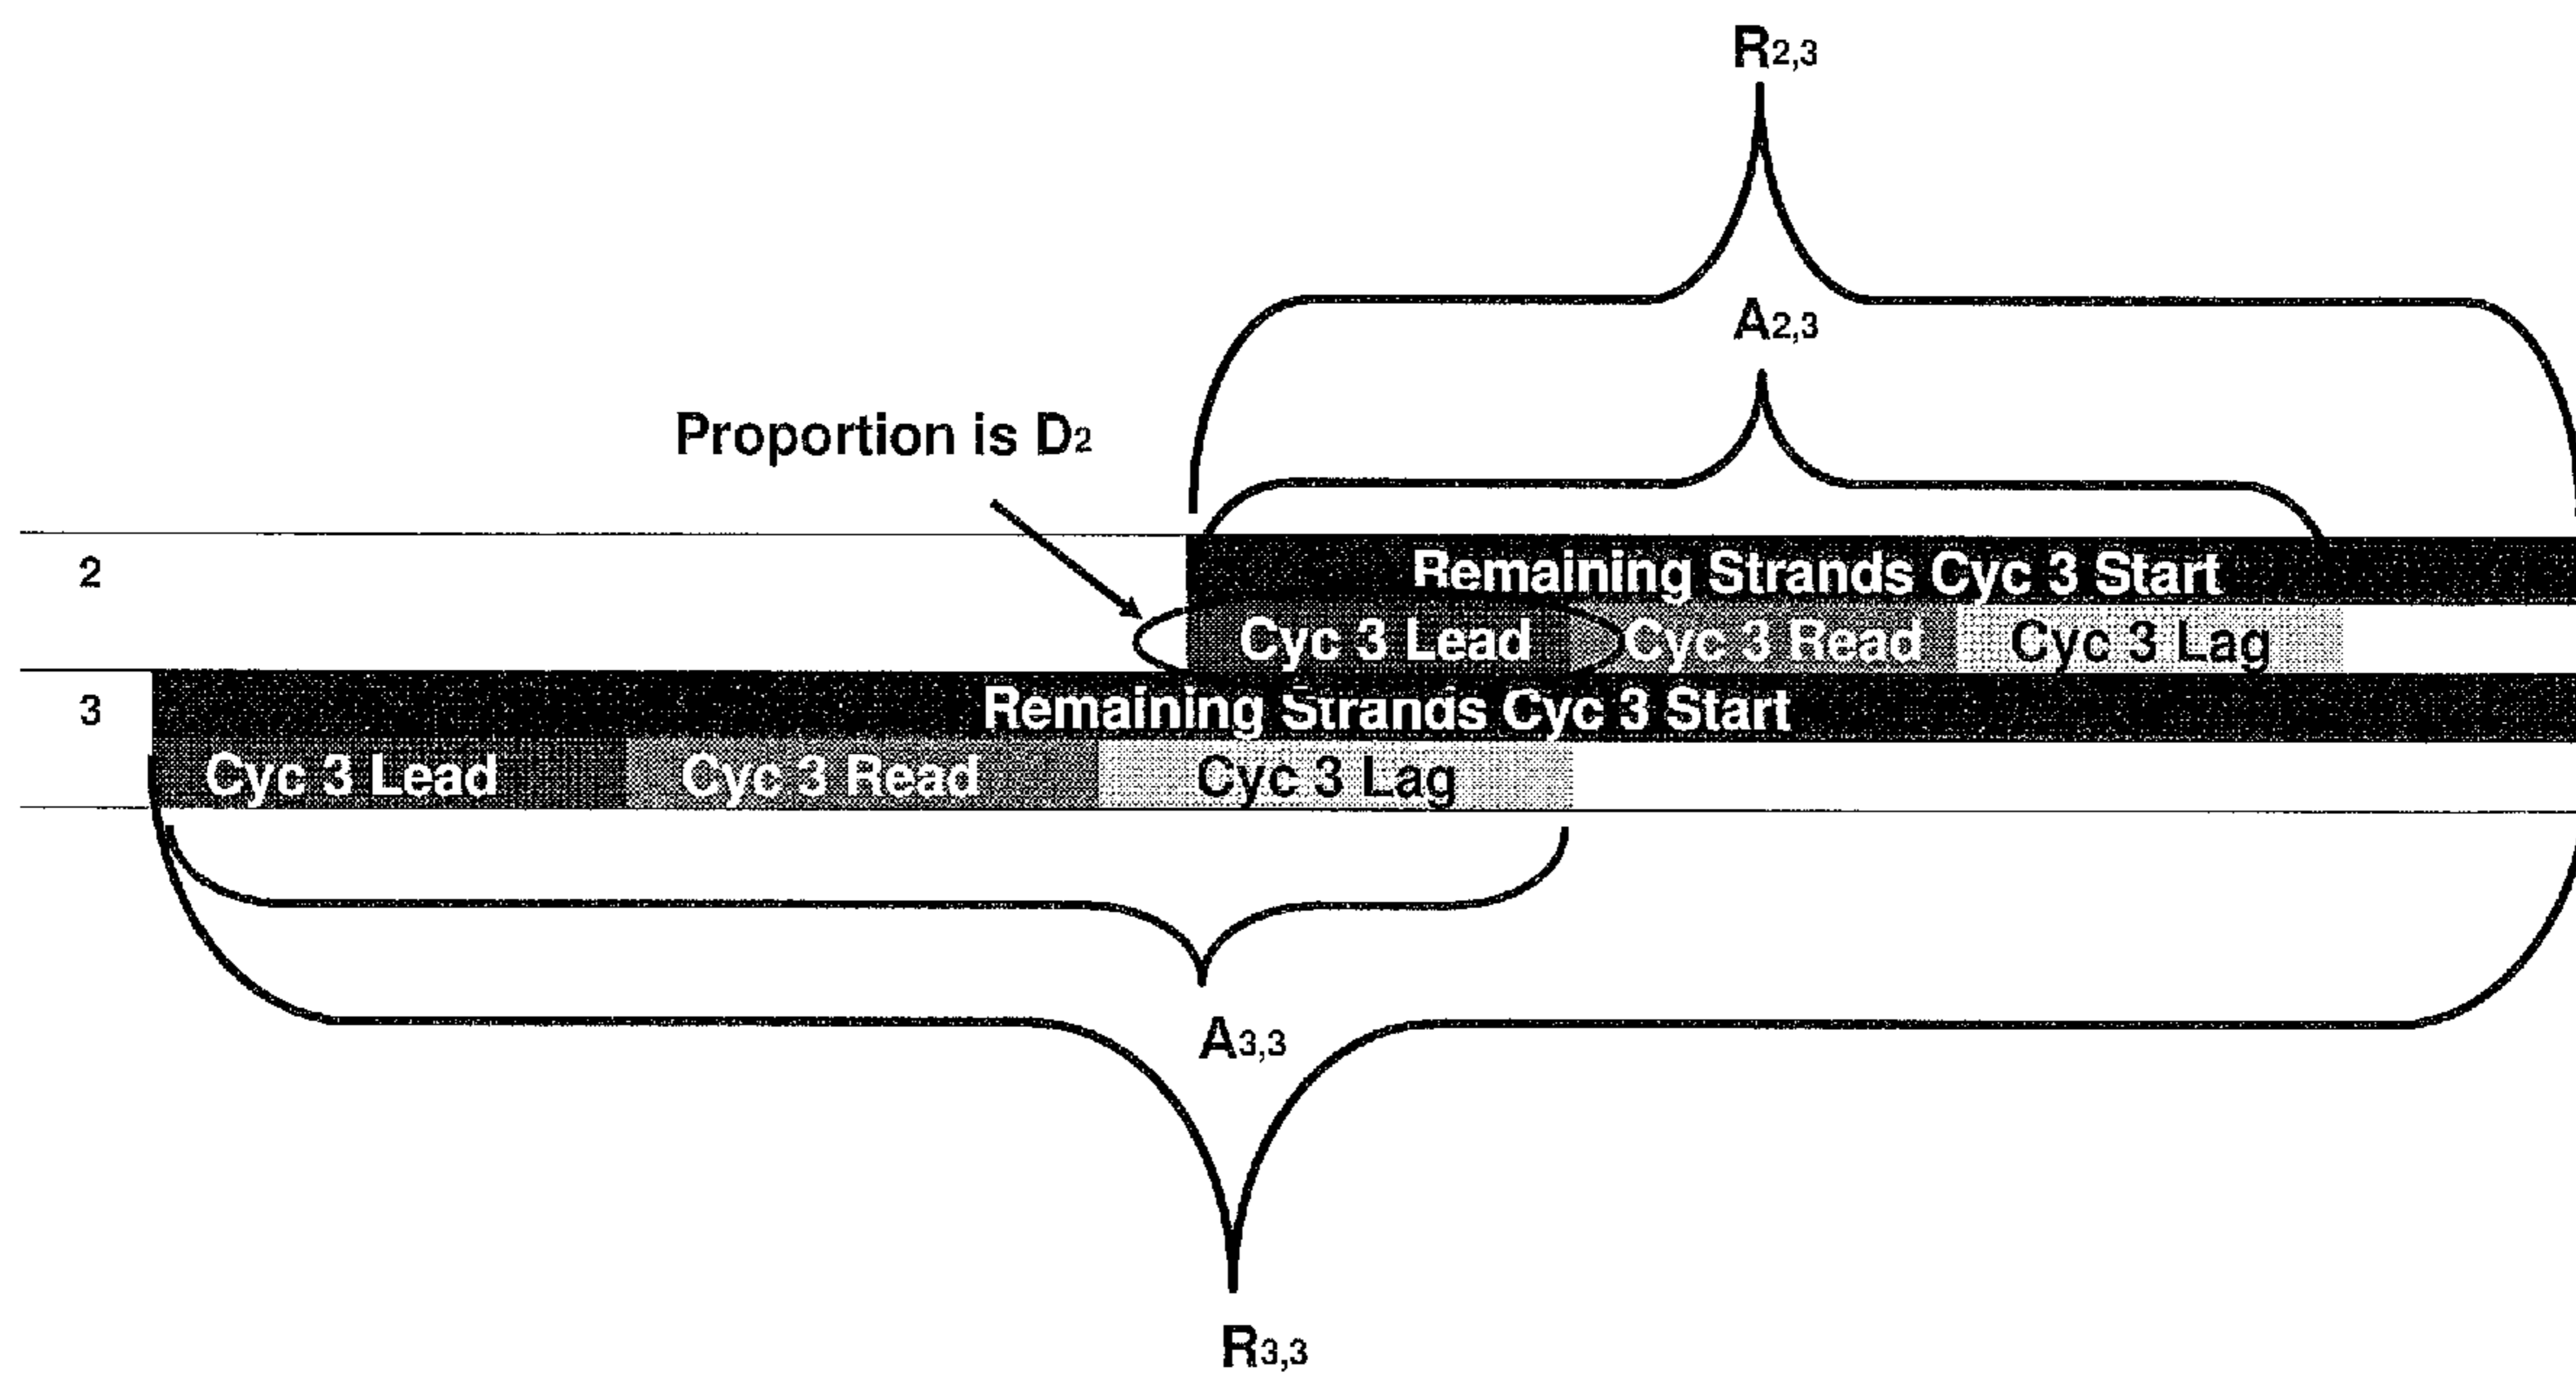 R2,3
A2,3
Proportion is D2
2
Remaining Strands Cyc 3 Start
Cyc 3 Lead Cyc 3 Read Cyc 3 Lag
3
Remaining Strands Cyc 3 Start
Cyc 3 Lead Cyc 3 Read Cyc 3 Lag
A3,3
R3,3